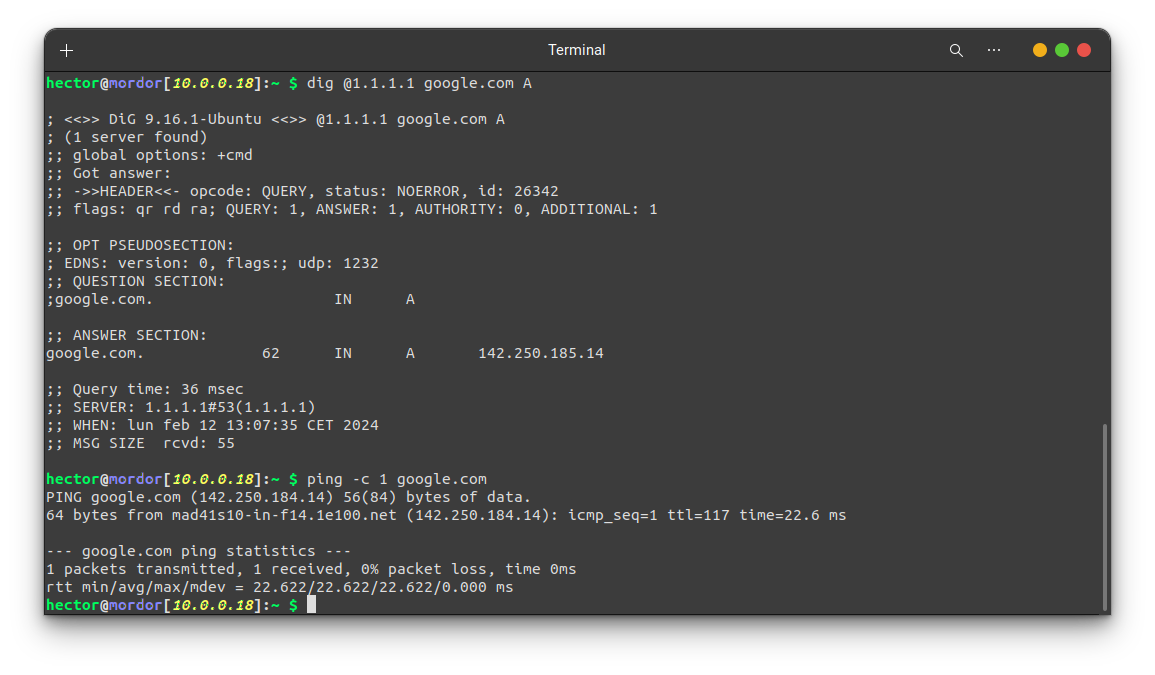 Terminal
hector@mordor[10.0.0.18]:~ $ dig @1.1.1.1 google.com A
; <<>> DiG 9.16.1-Ubuntu <<>> @1.1.1.1 google.com A
; (1 server found)
;; global options: +cmd
;; Got answer:
;; ->>HEADER<<- opcode: QUERY, status: NOERROR, id: 26342
;; flags: qr rd ra; QUERY: 1, ANSWER: 1, AUTHORITY: 0, ADDITIONAL: 1
;; OPT PSEUDOSECTION:
; EDNS: version: 0, flags:; udp: 1232
;; QUESTION SECTION:
;google.com. IN A
;; ANSWER SECTION:
google.com. 62 IN A 142.250.185.14
;; Query time: 36 msec
;; SERVER: 1.1.1.1#53(1.1.1.1)
;; WHEN: lun feb 12 13:07:35 CET 2024
;; MSG SIZE  rcvd: 55
hector@mordor[10.0.0.18]:~ $ ping -c 1 google.com
PING google.com (142.250.184.14) 56(84) bytes of data.
64 bytes from mad41s10-in-f14.1e100.net (142.250.184.14): icmp_seq=1 ttl=117 time=22.6 ms
--- google.com ping statistics ---
1 packets transmitted, 1 received, 0% packet loss, time 0ms
rtt min/avg/max/mdev = 22.622/22.622/22.622/0.000 ms
hector@mordor[10.0.0.18]:~ $